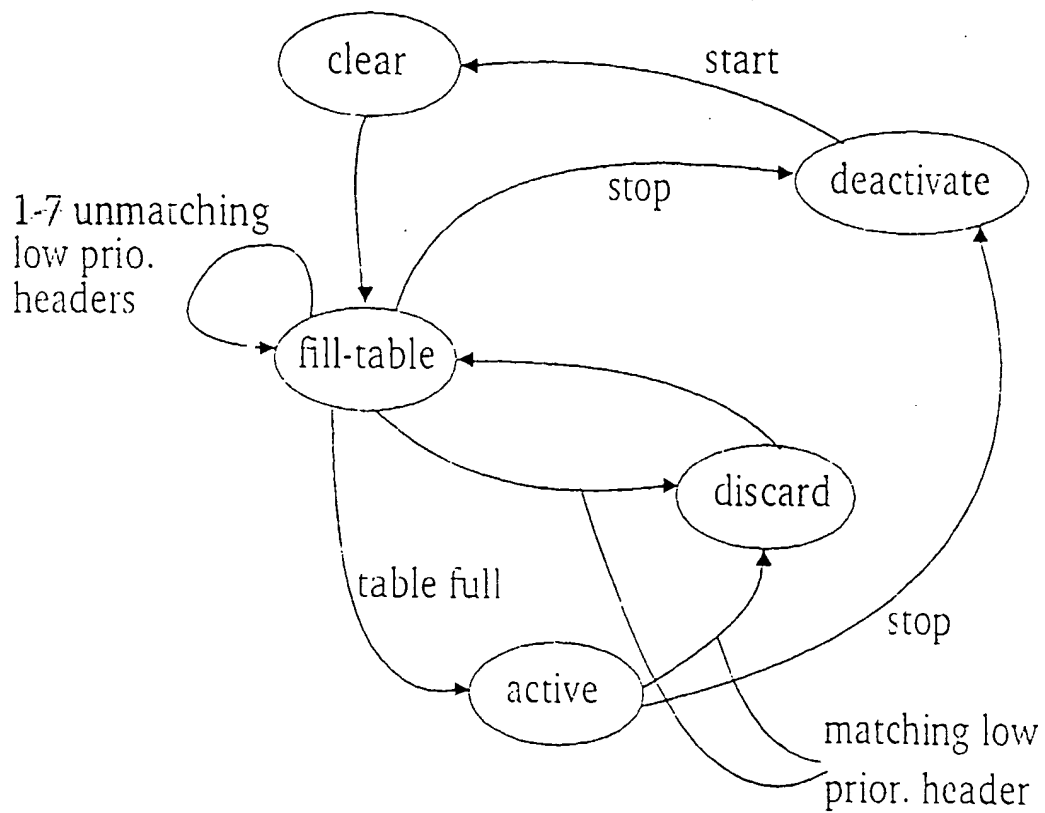 clear
start
deactivate
stop
1-7 unmatching
low prio.
headers
fill-table
discard
table full
stop
active
matching low
prior. header